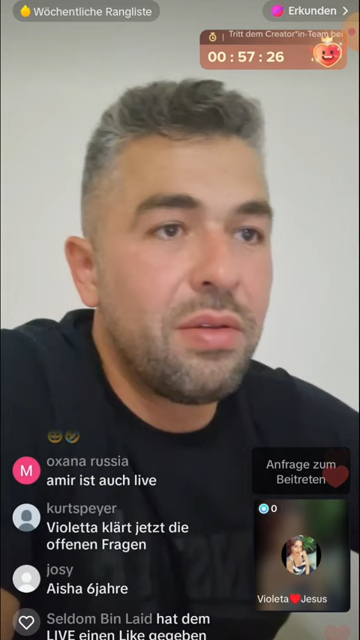 Wöchentliche Rangliste
Erkunden
Tritt dem Creator*in-Team bei
00 : 57 : 26
oxana russia
amir ist auch live
kurtspeyer
Violetta klärt jetzt die
offenen Fragen
josy
Aisha 6jahre
Seldom Bin Laid hat dem
LIVE einen Like gegeben
M
Anfrage zum
Beitreten
0
Violeta❤️Jesus